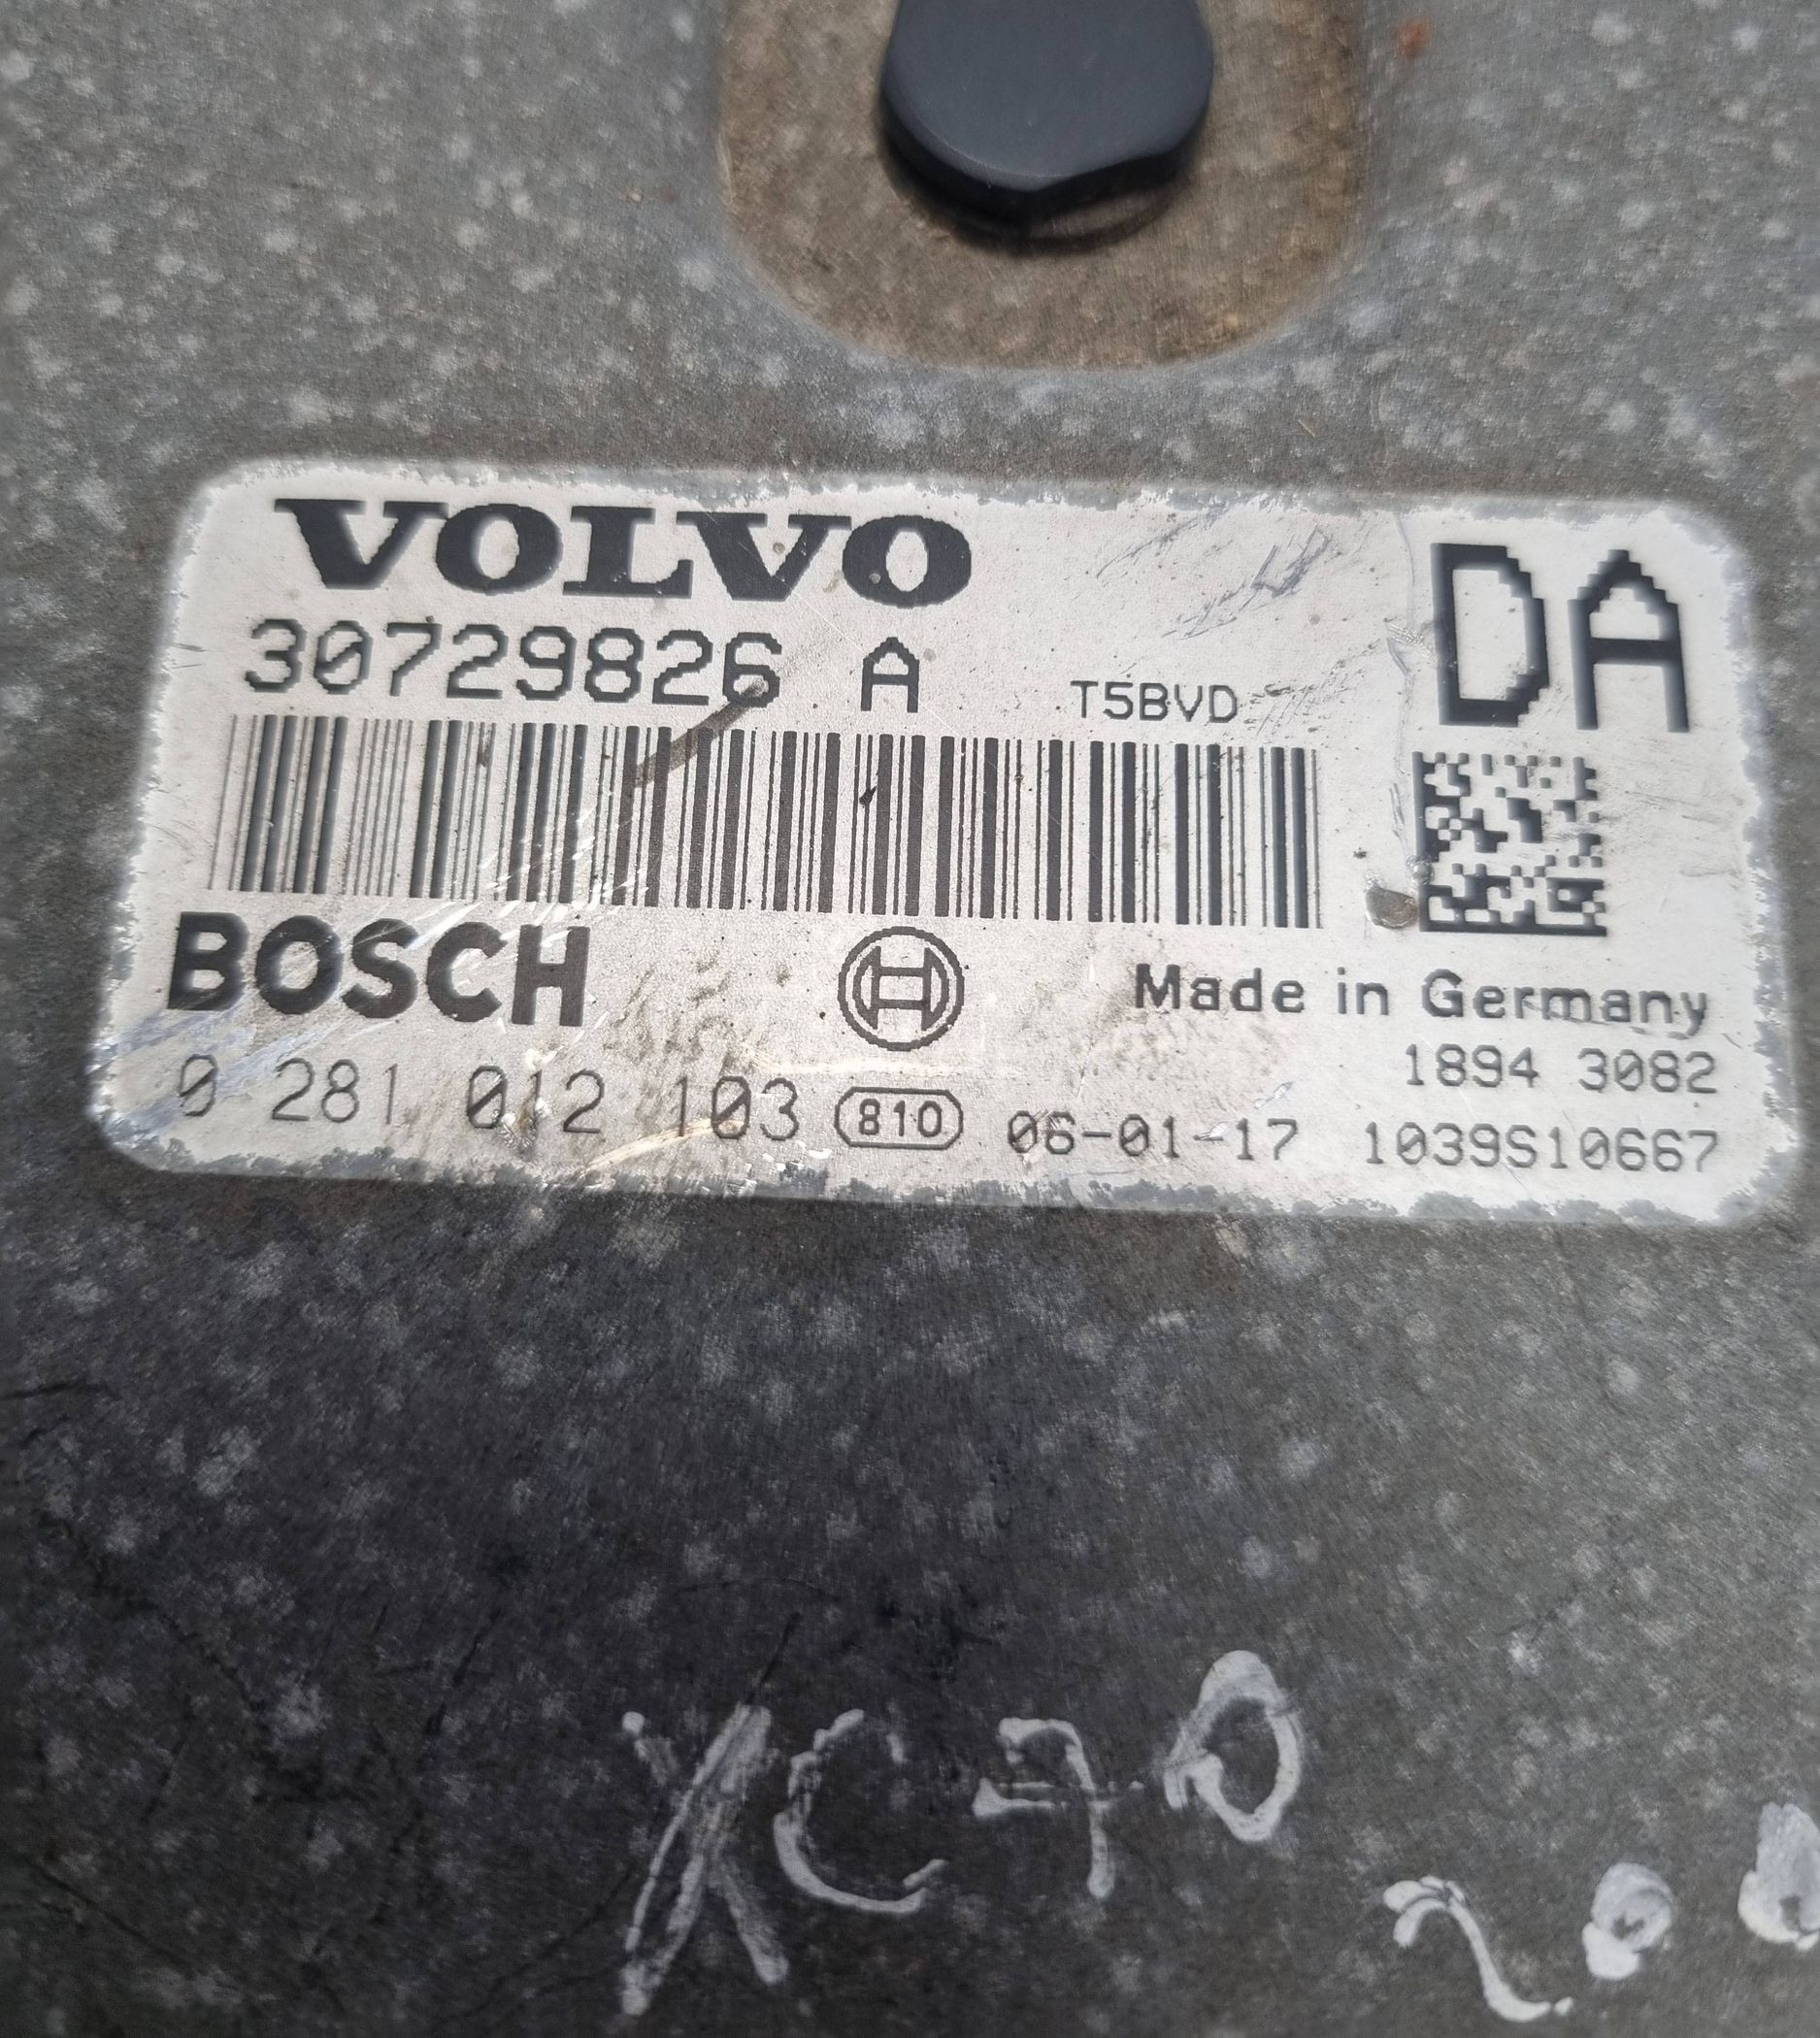 VOLVO
30729826 A T5BVD DA
BOSCH Made in Germany
1894 3082
0 281 012 103 810 06-01-17 1039S10667
XC70